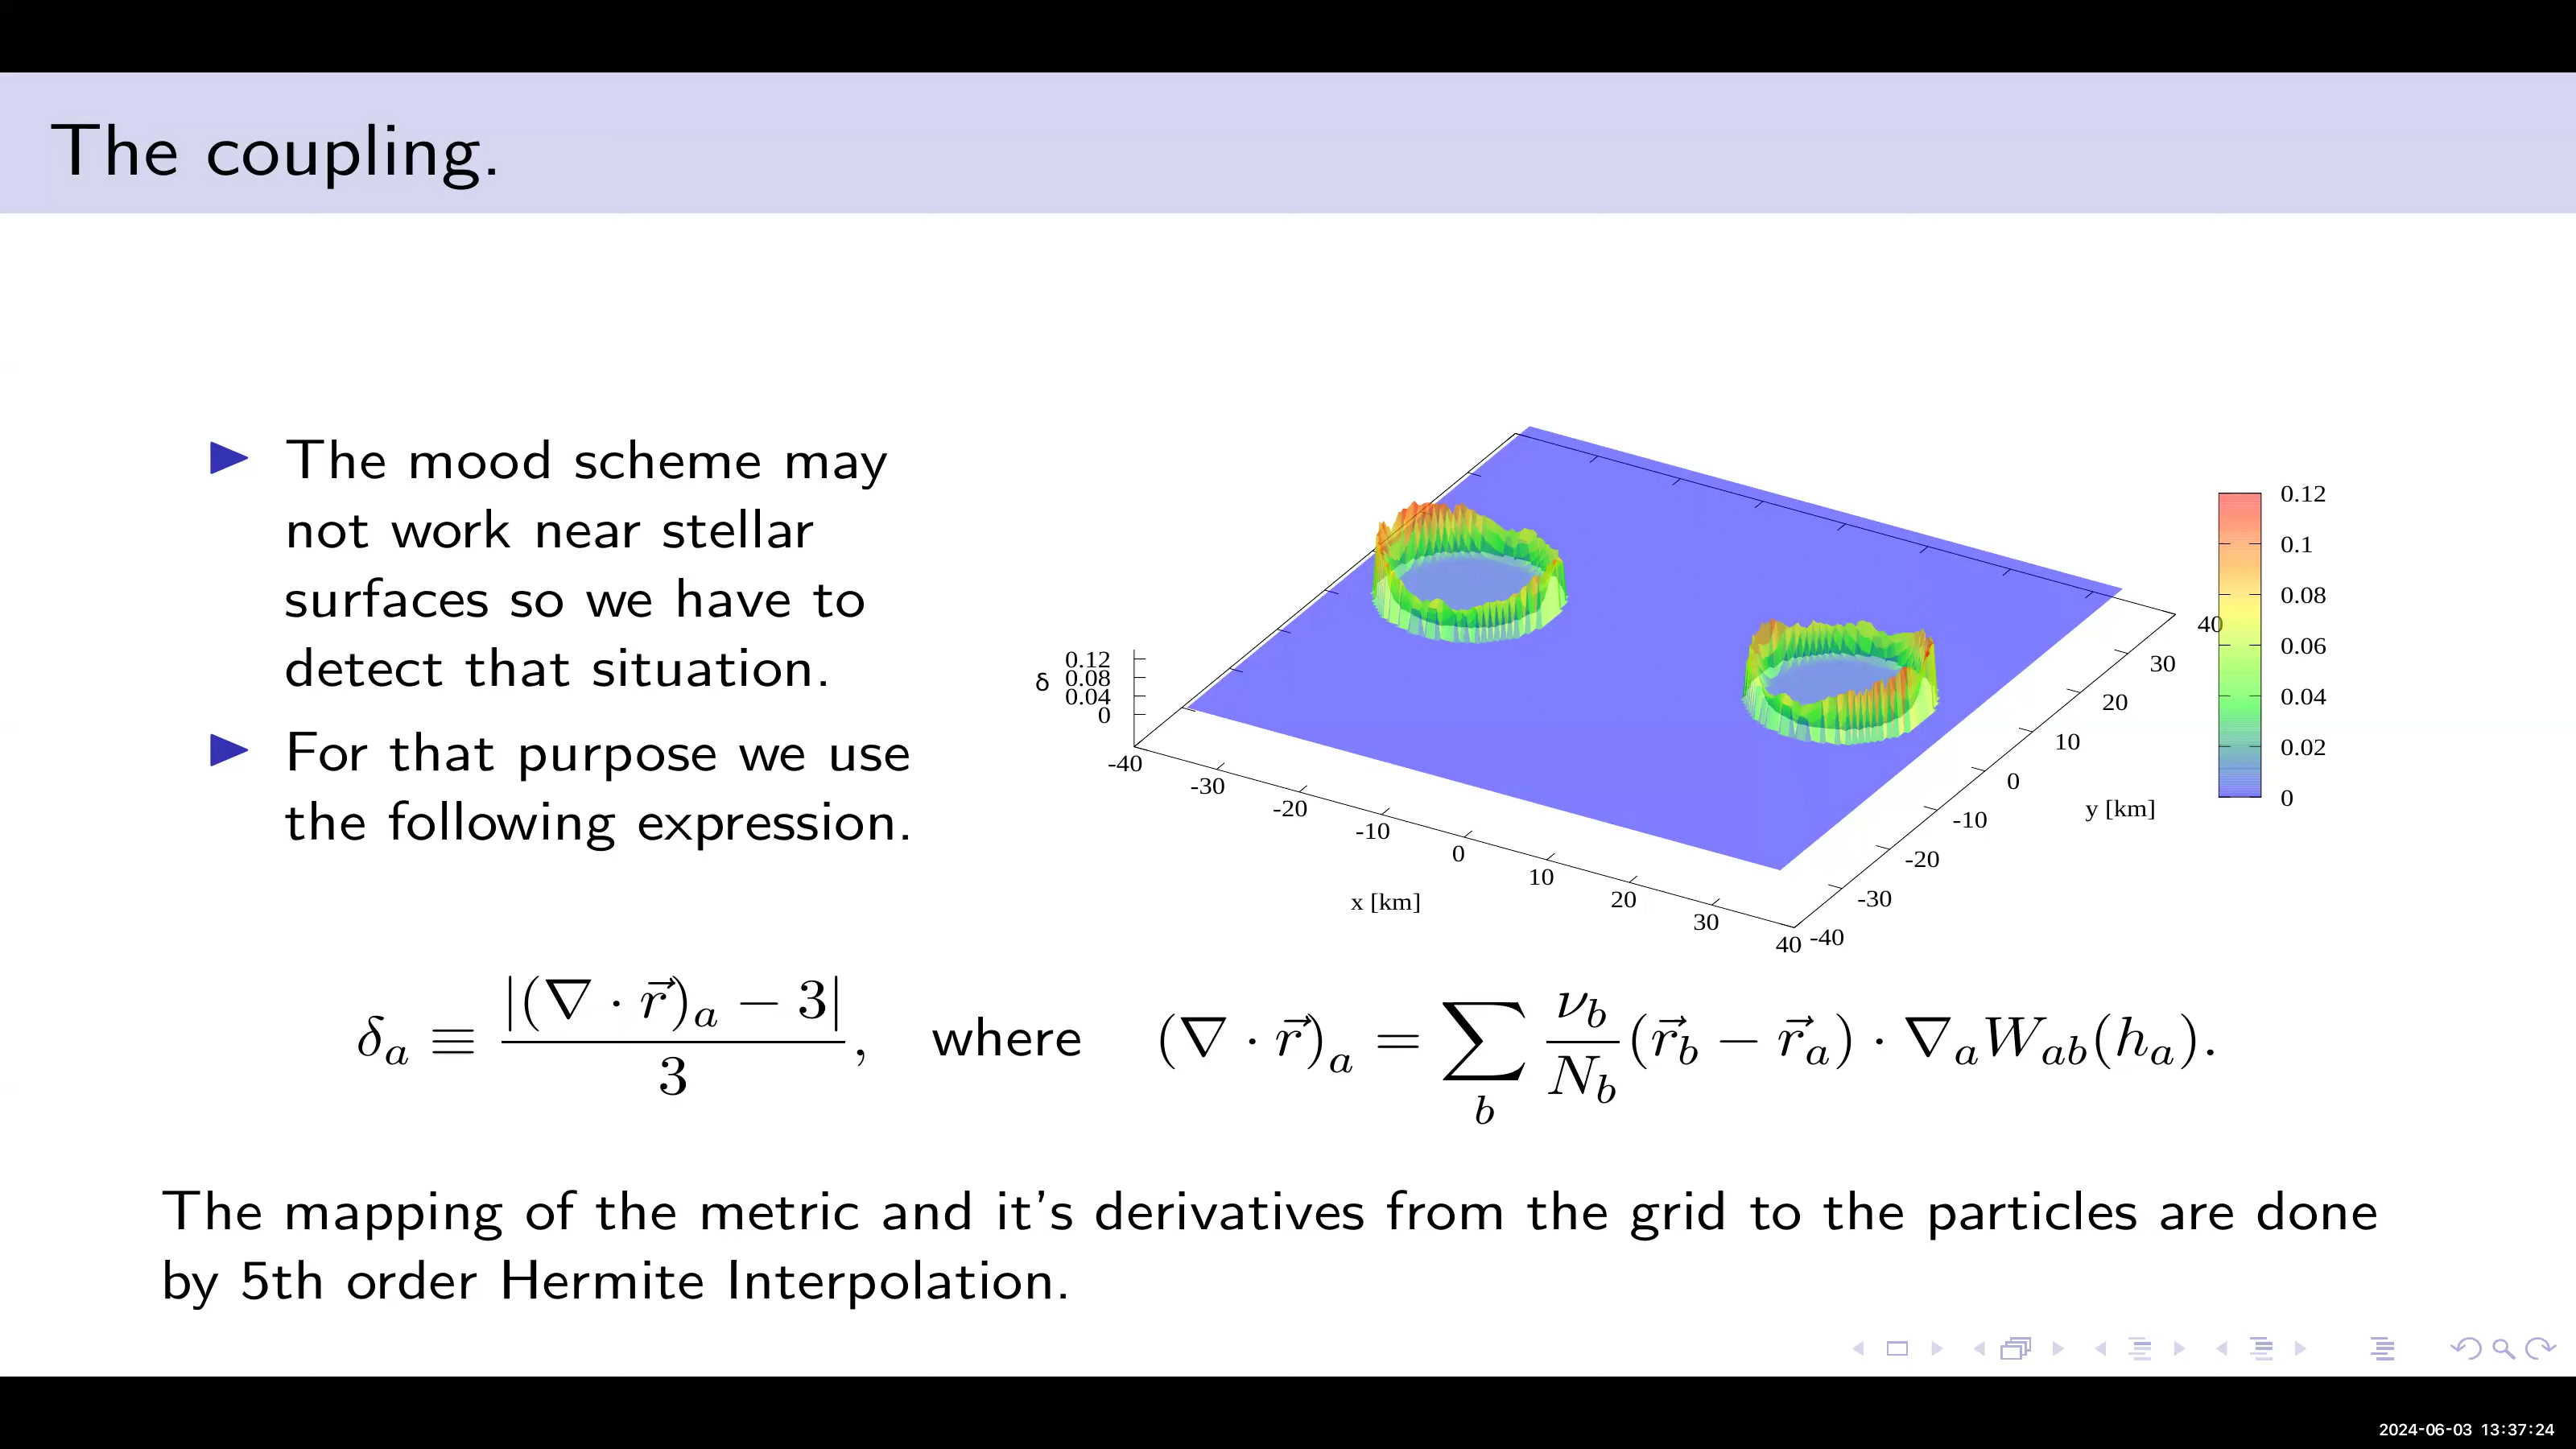 The coupling.
▶ The mood scheme may
not work near stellar
surfaces so we have to
detect that situation.
▶ For that purpose we use
the following expression.
δ
0.12
0.08
0.04
0
-40
-30
-20
-10
0
10
20
30
40
x [km]
-40
-30
-20
-10
0
10
20
30
40
y [km]
0.12
0.1
0.08
0.06
0.04
0.02
0
δ_a ≡ |(∇ · r⃗)_a − 3| / 3, where (∇ · r⃗)_a = ∑_b ν_b/N_b (r⃗_b − r⃗_a) · ∇_a W_ab(h_a).
The mapping of the metric and it's derivatives from the grid to the particles are done
by 5th order Hermite Interpolation.
2024-06-03 13:37:24